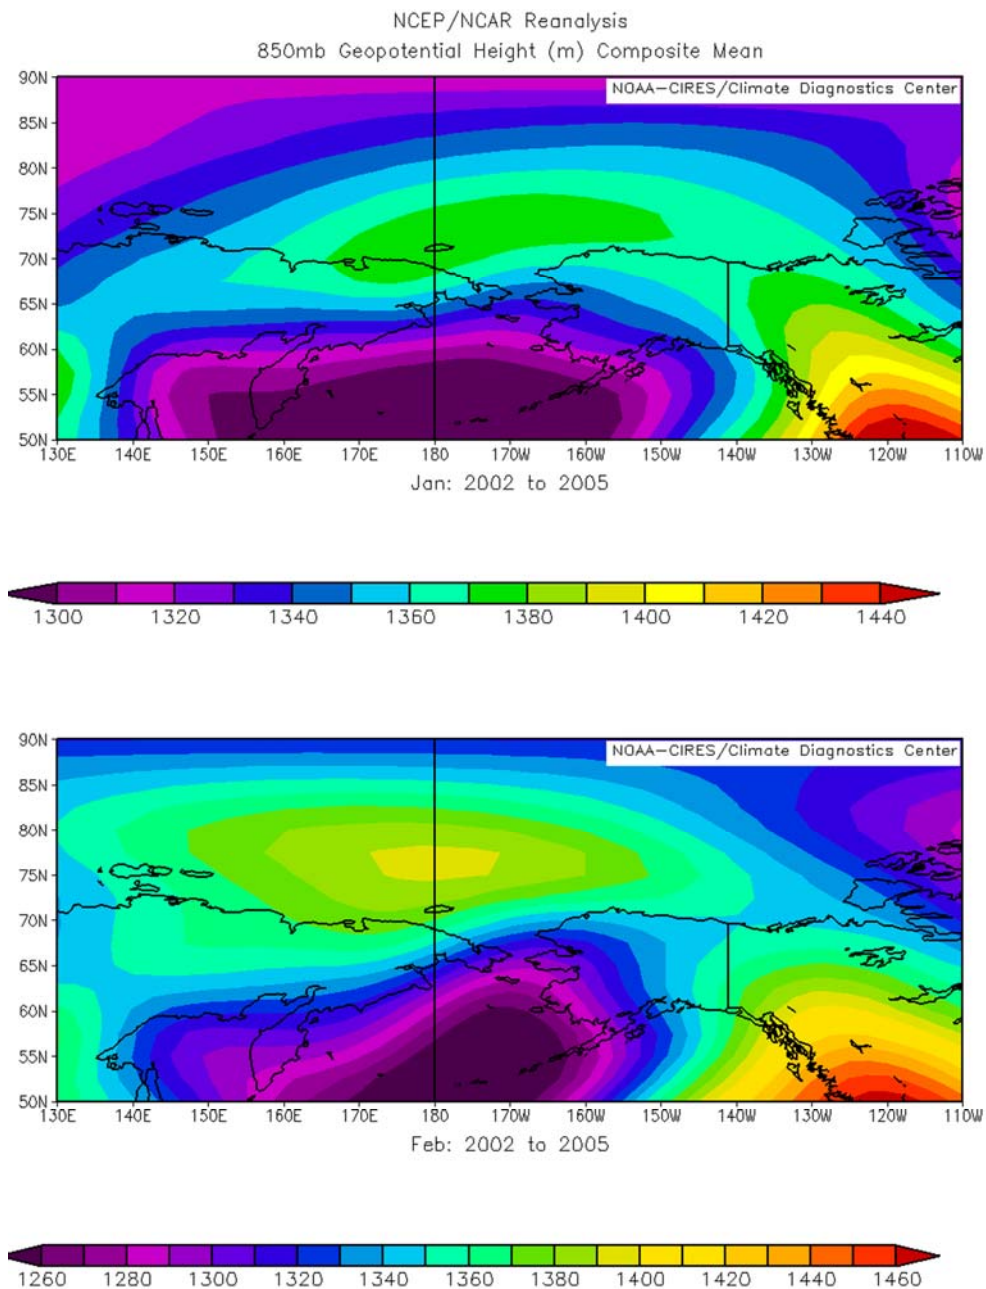 NCEP/NCAR Reanalysis
850mb Geopotential Height (m) Composite Mean
NOAA-CIRES/Climate Diagnostics Center
90N
85N
80N
75N
70N
65N
60N
55N
50N
130E 140E 150E 160E 170E 180 170W 160W 150W 140W 130W 120W 110W
Jan: 2002 to 2005
1300 1320 1340 1360 1380 1400 1420 1440
NOAA-CIRES/Climate Diagnostics Center
90N
85N
80N
75N
70N
65N
60N
55N
50N
130E 140E 150E 160E 170E 180 170W 160W 150W 140W 130W 120W 110W
Feb: 2002 to 2005
1260 1280 1300 1320 1340 1360 1380 1400 1420 1440 1460